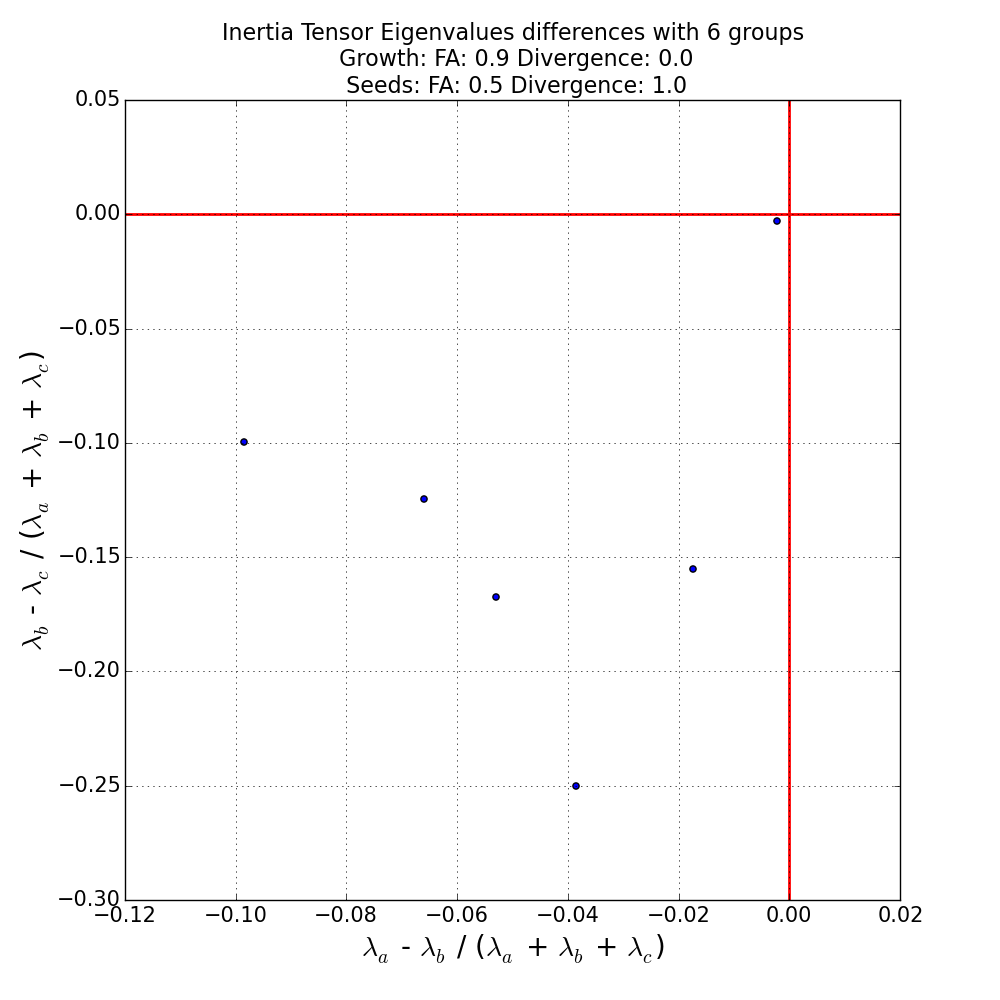 Inertia Tensor Eigenvalues differences with 6 groups
Growth: FA: 0.9 Divergence: 0.0
Seeds: FA: 0.5 Divergence: 1.0
0.05
0.00
−0.05
−0.10
−0.15
−0.20
−0.25
−0.30
λ_b - λ_c / (λ_a + λ_b + λ_c)
−0.12 −0.10 −0.08 −0.06 −0.04 −0.02 0.00 0.02
λ_a - λ_b / (λ_a + λ_b + λ_c)